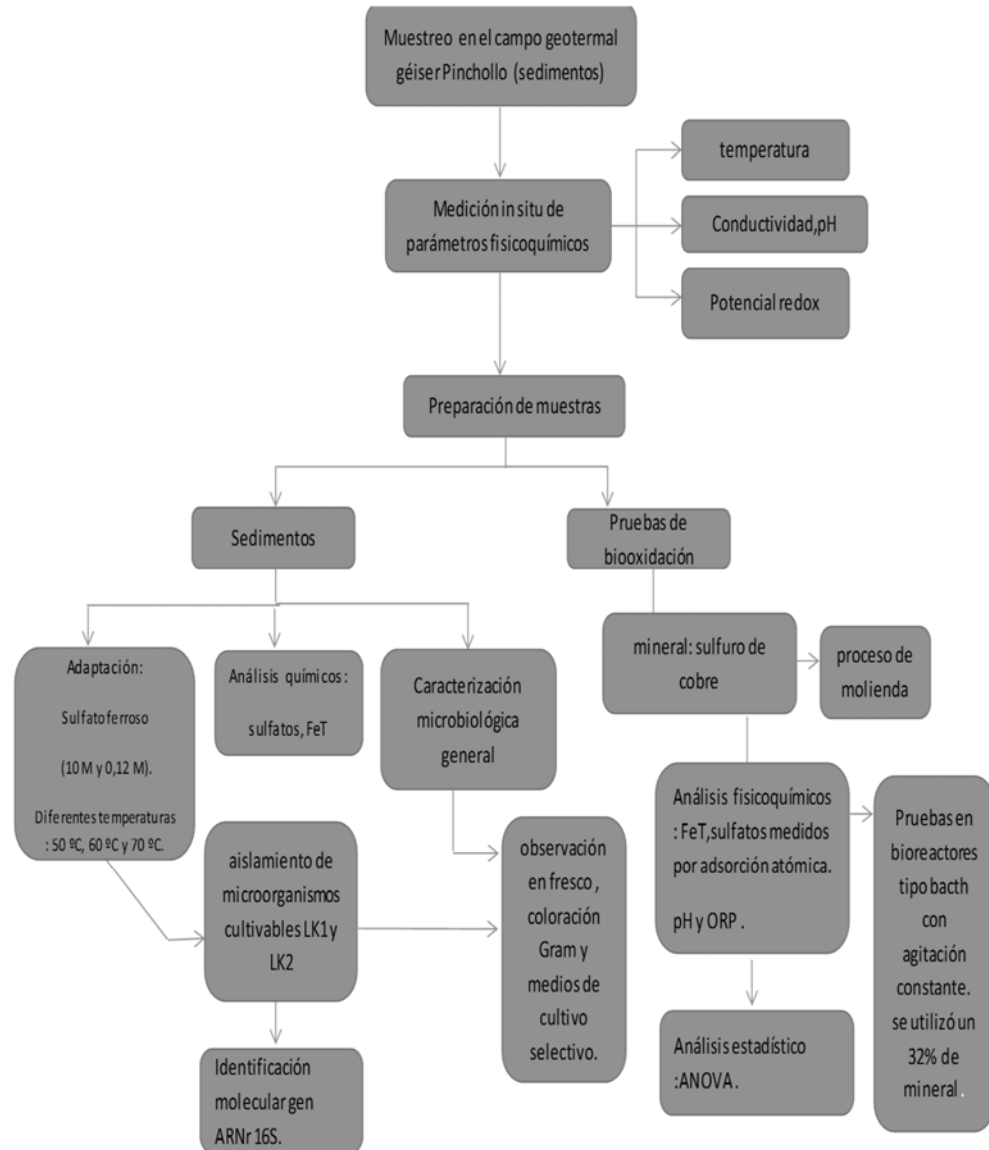 Muestreo en el campo geotermal
géiser Pinchollo (sedimentos)
temperatura
Medición in situ de
parámetros fisicoquímicos
Conductividad,pH
Potencial redox
Preparación de muestras
Sedimentos
Pruebas de
biooxidación
Adaptación:
Sulfato ferroso
(10 M y 0,12 M).
Diferentes temperaturas
: 50 ºC, 60 ºC y 70 ºC.
Análisis químicos :
sulfatos, FeT
Caracterización
microbiológica
general
mineral: sulfuro de
cobre
proceso de
molienda
aislamiento de
microorganismos
cultivables LK1 y
LK2
observación
en fresco ,
coloración
Gram y
medios de
cultivo
selectivo.
Análisis fisicoquímicos
: FeT,sulfatos medidos
por adsorción atómica.
pH y ORP .
Pruebas en
bioreactores
tipo bacth
con
agitación
constante.
se utilizó un
32% de
mineral .
Identificación
molecular gen
ARNr 16S.
Análisis estadístico
:ANOVA .